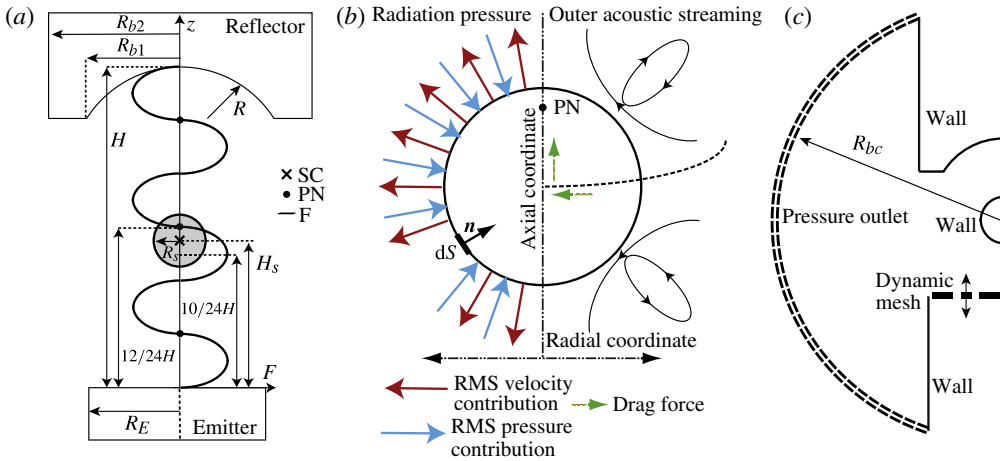 (a)
R_{b2}
z
Reflector
R_{b1}
R
H
SC
PN
F
R_s
H_s
10/24H
12/24H
F
R_E
Emitter
(b)
Radiation pressure
Outer acoustic streaming
PN
Axial coordinate
n
dS
Radial coordinate
RMS velocity
contribution
Drag force
RMS pressure
contribution
(c)
Wall
R_{bc}
Pressure outlet
Wall
Dynamic
mesh
Wall